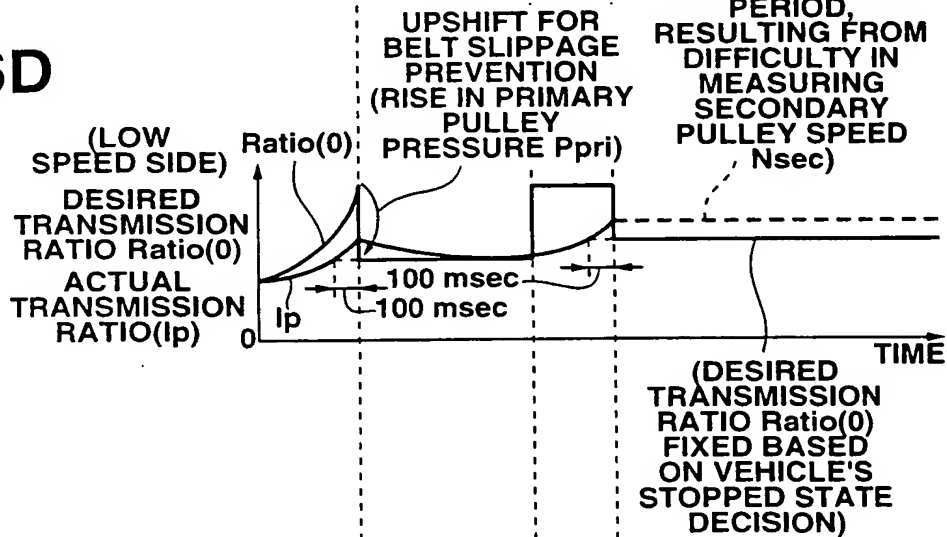 SD
UPSHIFT FOR
BELT SLIPPAGE
PREVENTION
(RISE IN PRIMARY
PULLEY
PRESSURE Ppri)
PERIOD,
RESULTING FROM
DIFFICULTY IN
MEASURING
SECONDARY
PULLEY SPEED
Nsec)
(LOW
SPEED SIDE)
Ratio(0)
DESIRED
TRANSMISSION
RATIO Ratio(0)
ACTUAL
TRANSMISSION
RATIO(Ip)
0
Ip
100 msec
100 msec
TIME
(DESIRED
TRANSMISSION
RATIO Ratio(0)
FIXED BASED
ON VEHICLE'S
STOPPED STATE
DECISION)